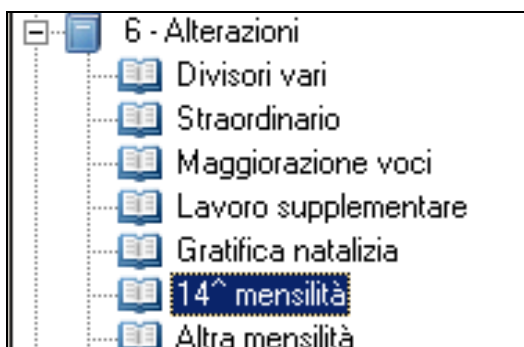 6 - Alterazioni
Divisori vari
Straordinario
Maggiorazione voci
Lavoro supplementare
Gratifica natalizia
14^ mensilità
Altra mensilità